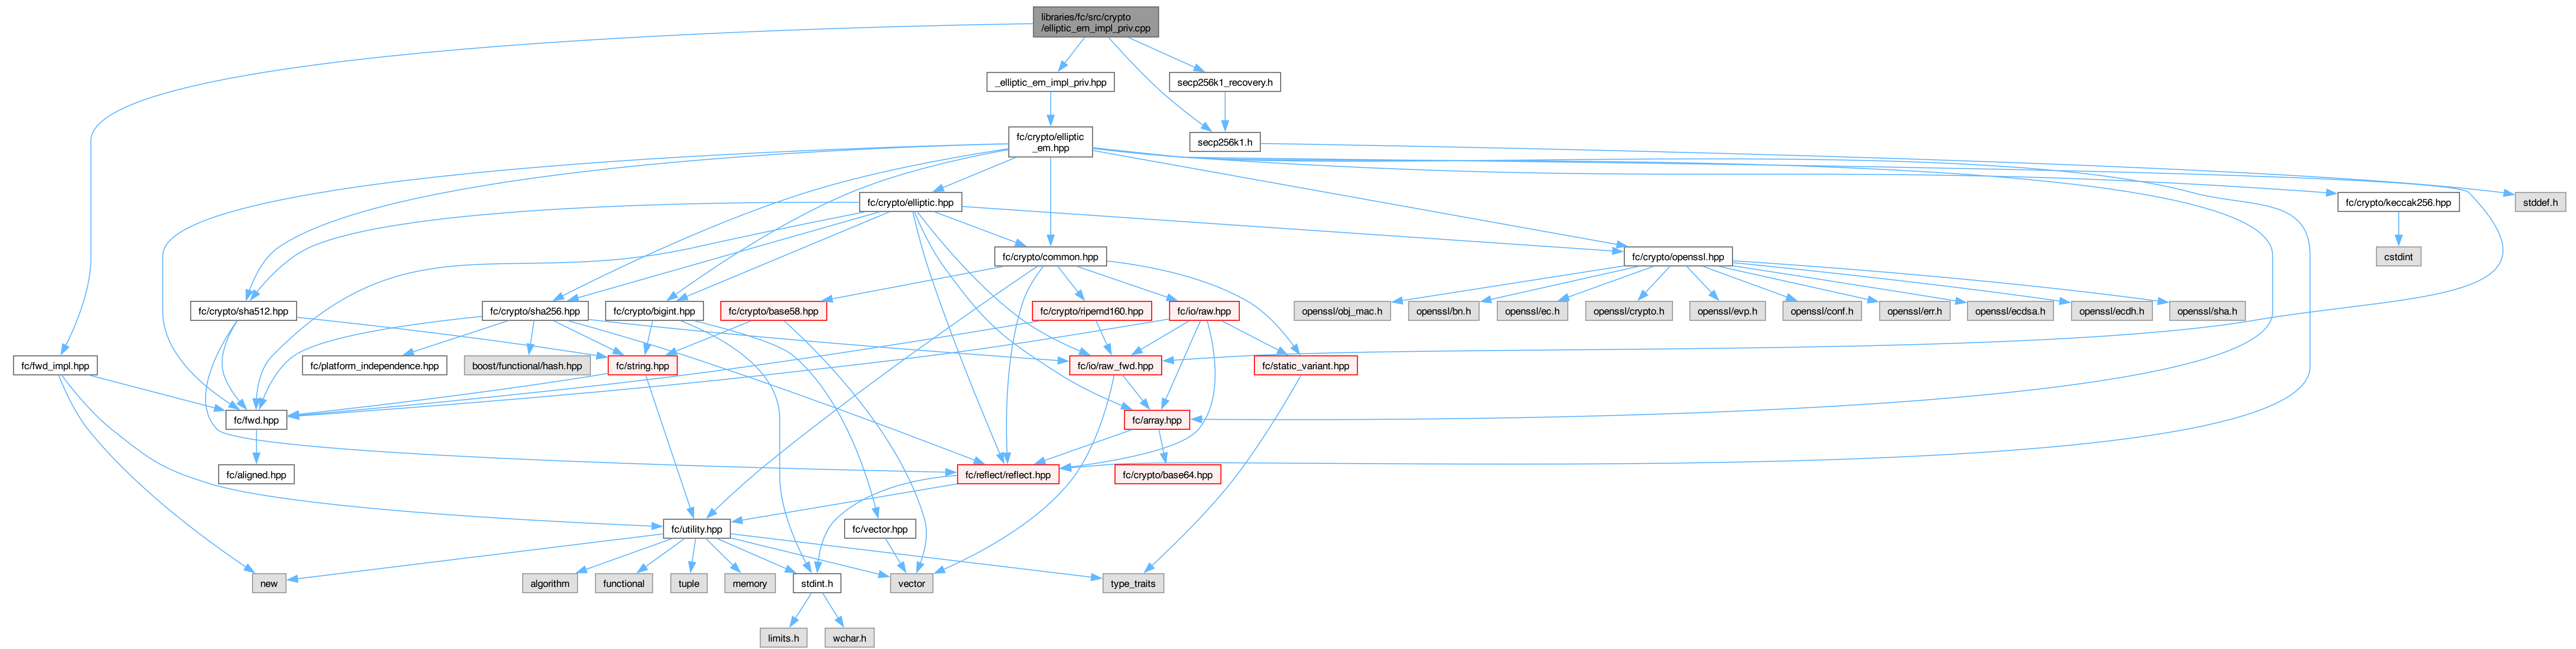 libraries/fc/src/crypto
/elliptic_em_impl_priv.cpp
_elliptic_em_impl_priv.hpp
secp256k1_recovery.h
fc/crypto/elliptic
_em.hpp
secp256k1.h
fc/crypto/elliptic.hpp
fc/crypto/keccak256.hpp
stddef.h
fc/crypto/common.hpp
fc/crypto/openssl.hpp
cstdint
fc/crypto/sha512.hpp
fc/crypto/sha256.hpp
fc/crypto/bigint.hpp
fc/crypto/base58.hpp
fc/crypto/ripemd160.hpp
fc/io/raw.hpp
openssl/obj_mac.h
openssl/bn.h
openssl/ec.h
openssl/crypto.h
openssl/evp.h
openssl/conf.h
openssl/err.h
openssl/ecdsa.h
openssl/ecdh.h
openssl/sha.h
fc/fwd_impl.hpp
fc/platform_independence.hpp
boost/functional/hash.hpp
fc/string.hpp
fc/io/raw_fwd.hpp
fc/static_variant.hpp
fc/fwd.hpp
fc/array.hpp
fc/aligned.hpp
fc/reflect/reflect.hpp
fc/crypto/base64.hpp
fc/utility.hpp
fc/vector.hpp
new
algorithm
functional
tuple
memory
stdint.h
vector
type_traits
limits.h
wchar.h